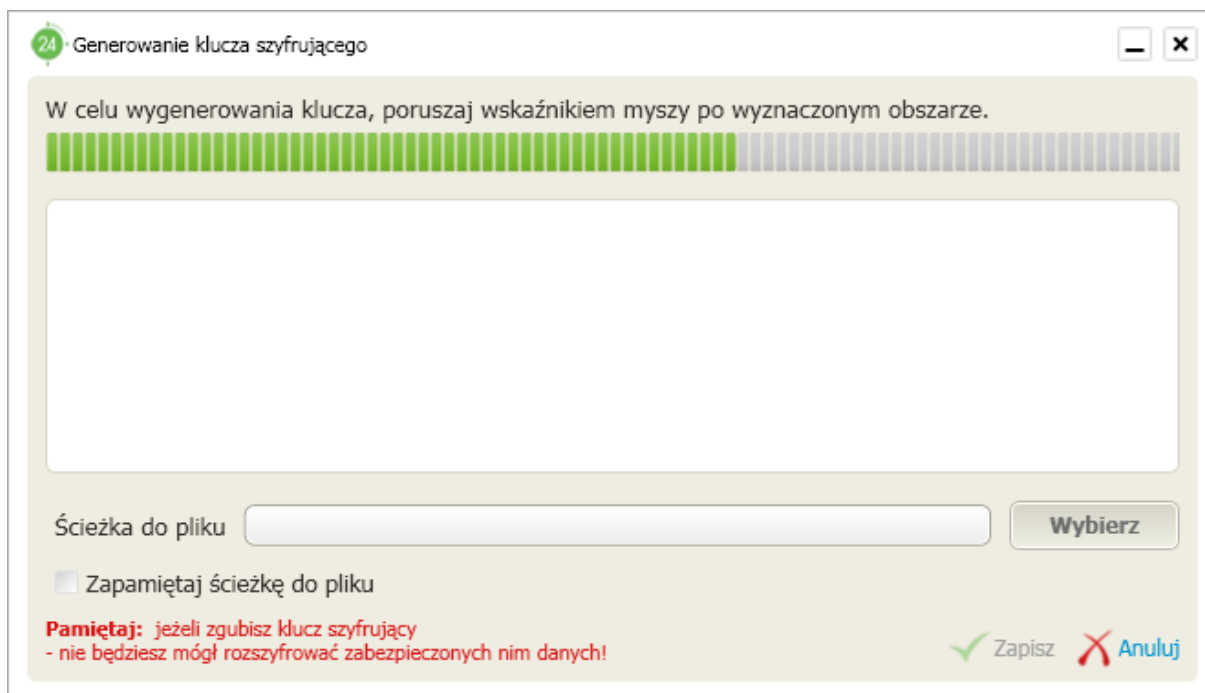 24 Generowanie klucza szyfrującego
W celu wygenerowania klucza, poruszaj wskaźnikiem myszy po wyznaczonym obszarze.
Ścieżka do pliku
Wybierz
Zapamiętaj ścieżkę do pliku
Pamiętaj: jeżeli zgubisz klucz szyfrujący
- nie będziesz mógł rozszyfrować zabezpieczonych nim danych!
Zapisz Anuluj